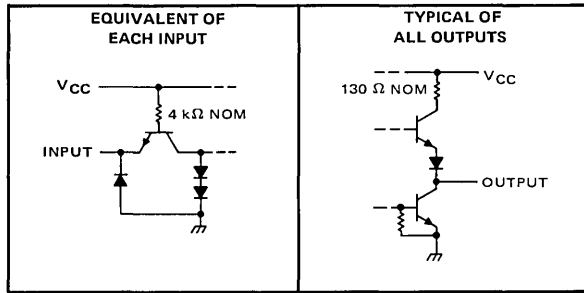 EQUIVALENT OF
EACH INPUT
VCC
4 kΩ NOM
INPUT
TYPICAL OF
ALL OUTPUTS
VCC
130 Ω NOM
OUTPUT